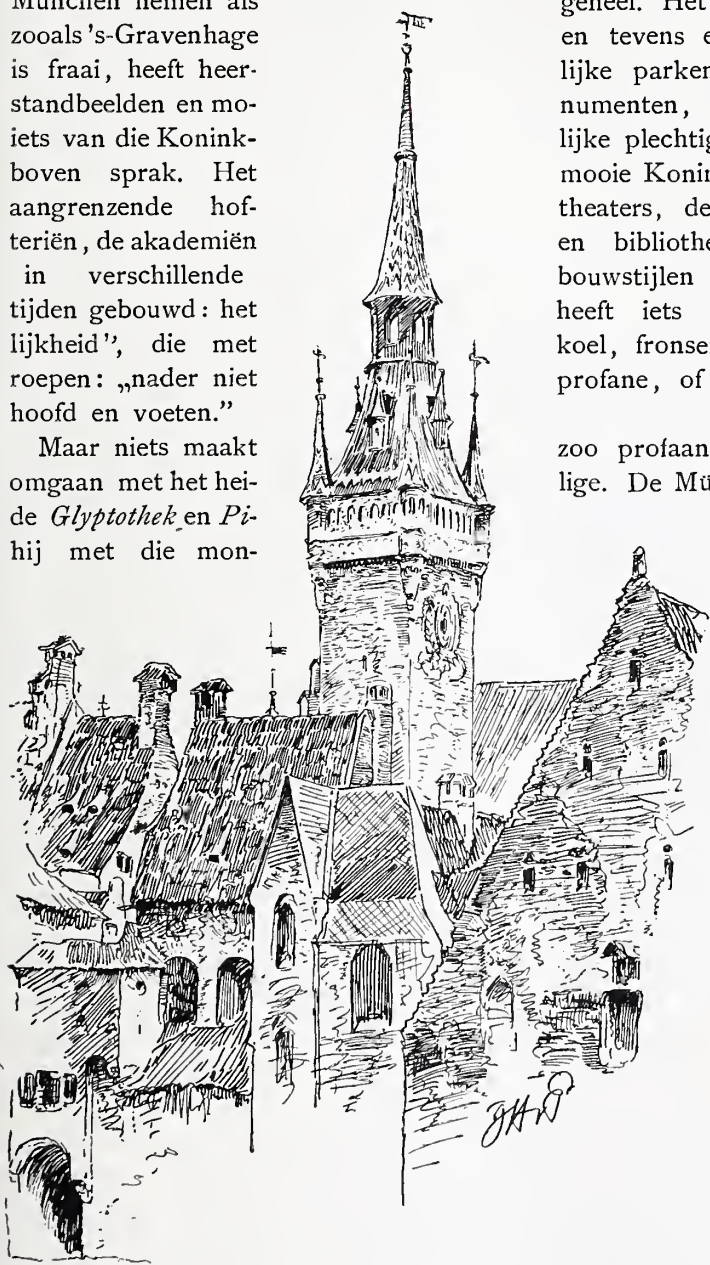 München nemen als geheel. Het
zooals 's-Gravenhage en tevens e
is fraai, heeft heer- lijke parken
standbeelden en mo- numenten,
iets van die Konink- lijke plechtig
boven sprak. Het mooie Konin
aangrenzende hof- theaters, de
teriën, de akademiën en bibliothe
in verschillende bouwstijlen
tijden gebouwd: het heeft iets
lijkheid”, die met koel, fronse
roepen: „nader niet profane, of
hoofd en voeten.”
Maar niets maakt zoo profaan
omgaan met het hei- lige. De Mü
de Glyptothek en Pi-
hij met die mon-